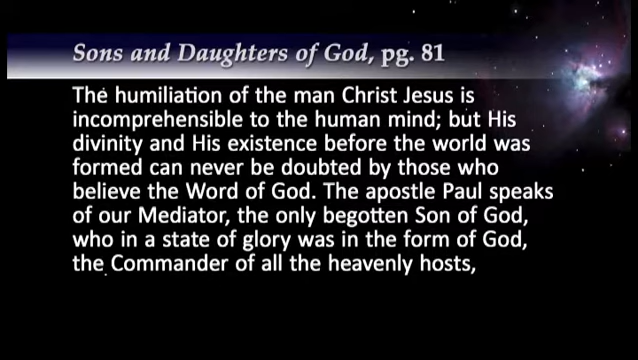 Sons and Daughters of God, pg. 81
The humiliation of the man Christ Jesus is
incomprehensible to the human mind; but His
divinity and His existence before the world was
formed can never be doubted by those who
believe the Word of God. The apostle Paul speaks
of our Mediator, the only begotten Son of God,
who in a state of glory was in the form of God,
the Commander of all the heavenly hosts,